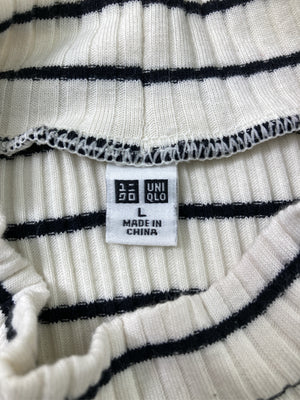 ユニ UNI
クロ QLO
L
MADE IN
CHINA